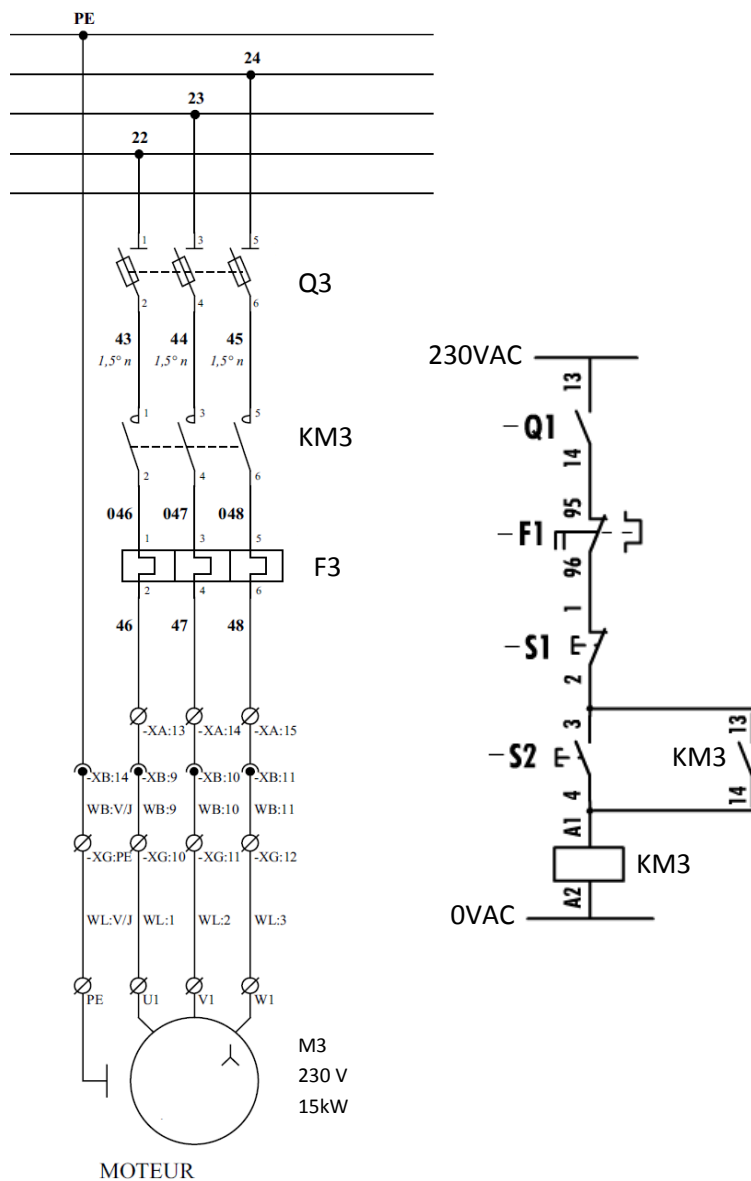 PE
24
23
22
1 3 5
Q3
2 4 6
43 44 45
1,5° n 1,5° n 1,5° n
1 3 5
KM3
2 4 6
046 047 048
1 3 5
F3
2 4 6
46 47 48
-XA:13 -XA:14 -XA:15
-XB:14 -XB:9 -XB:10 -XB:11
WB:V/J WB:9 WB:10 WB:11
-XG:PE -XG:10 -XG:11 -XG:12
WL:V/J WL:1 WL:2 WL:3
PE U1 V1 W1
M3
230 V
15kW
MOTEUR
230VAC
13
-Q1
14
95
-F1
96
1
-S1
2
3 13
-S2 E KM3
4 14
A1
KM3
A2
0VAC